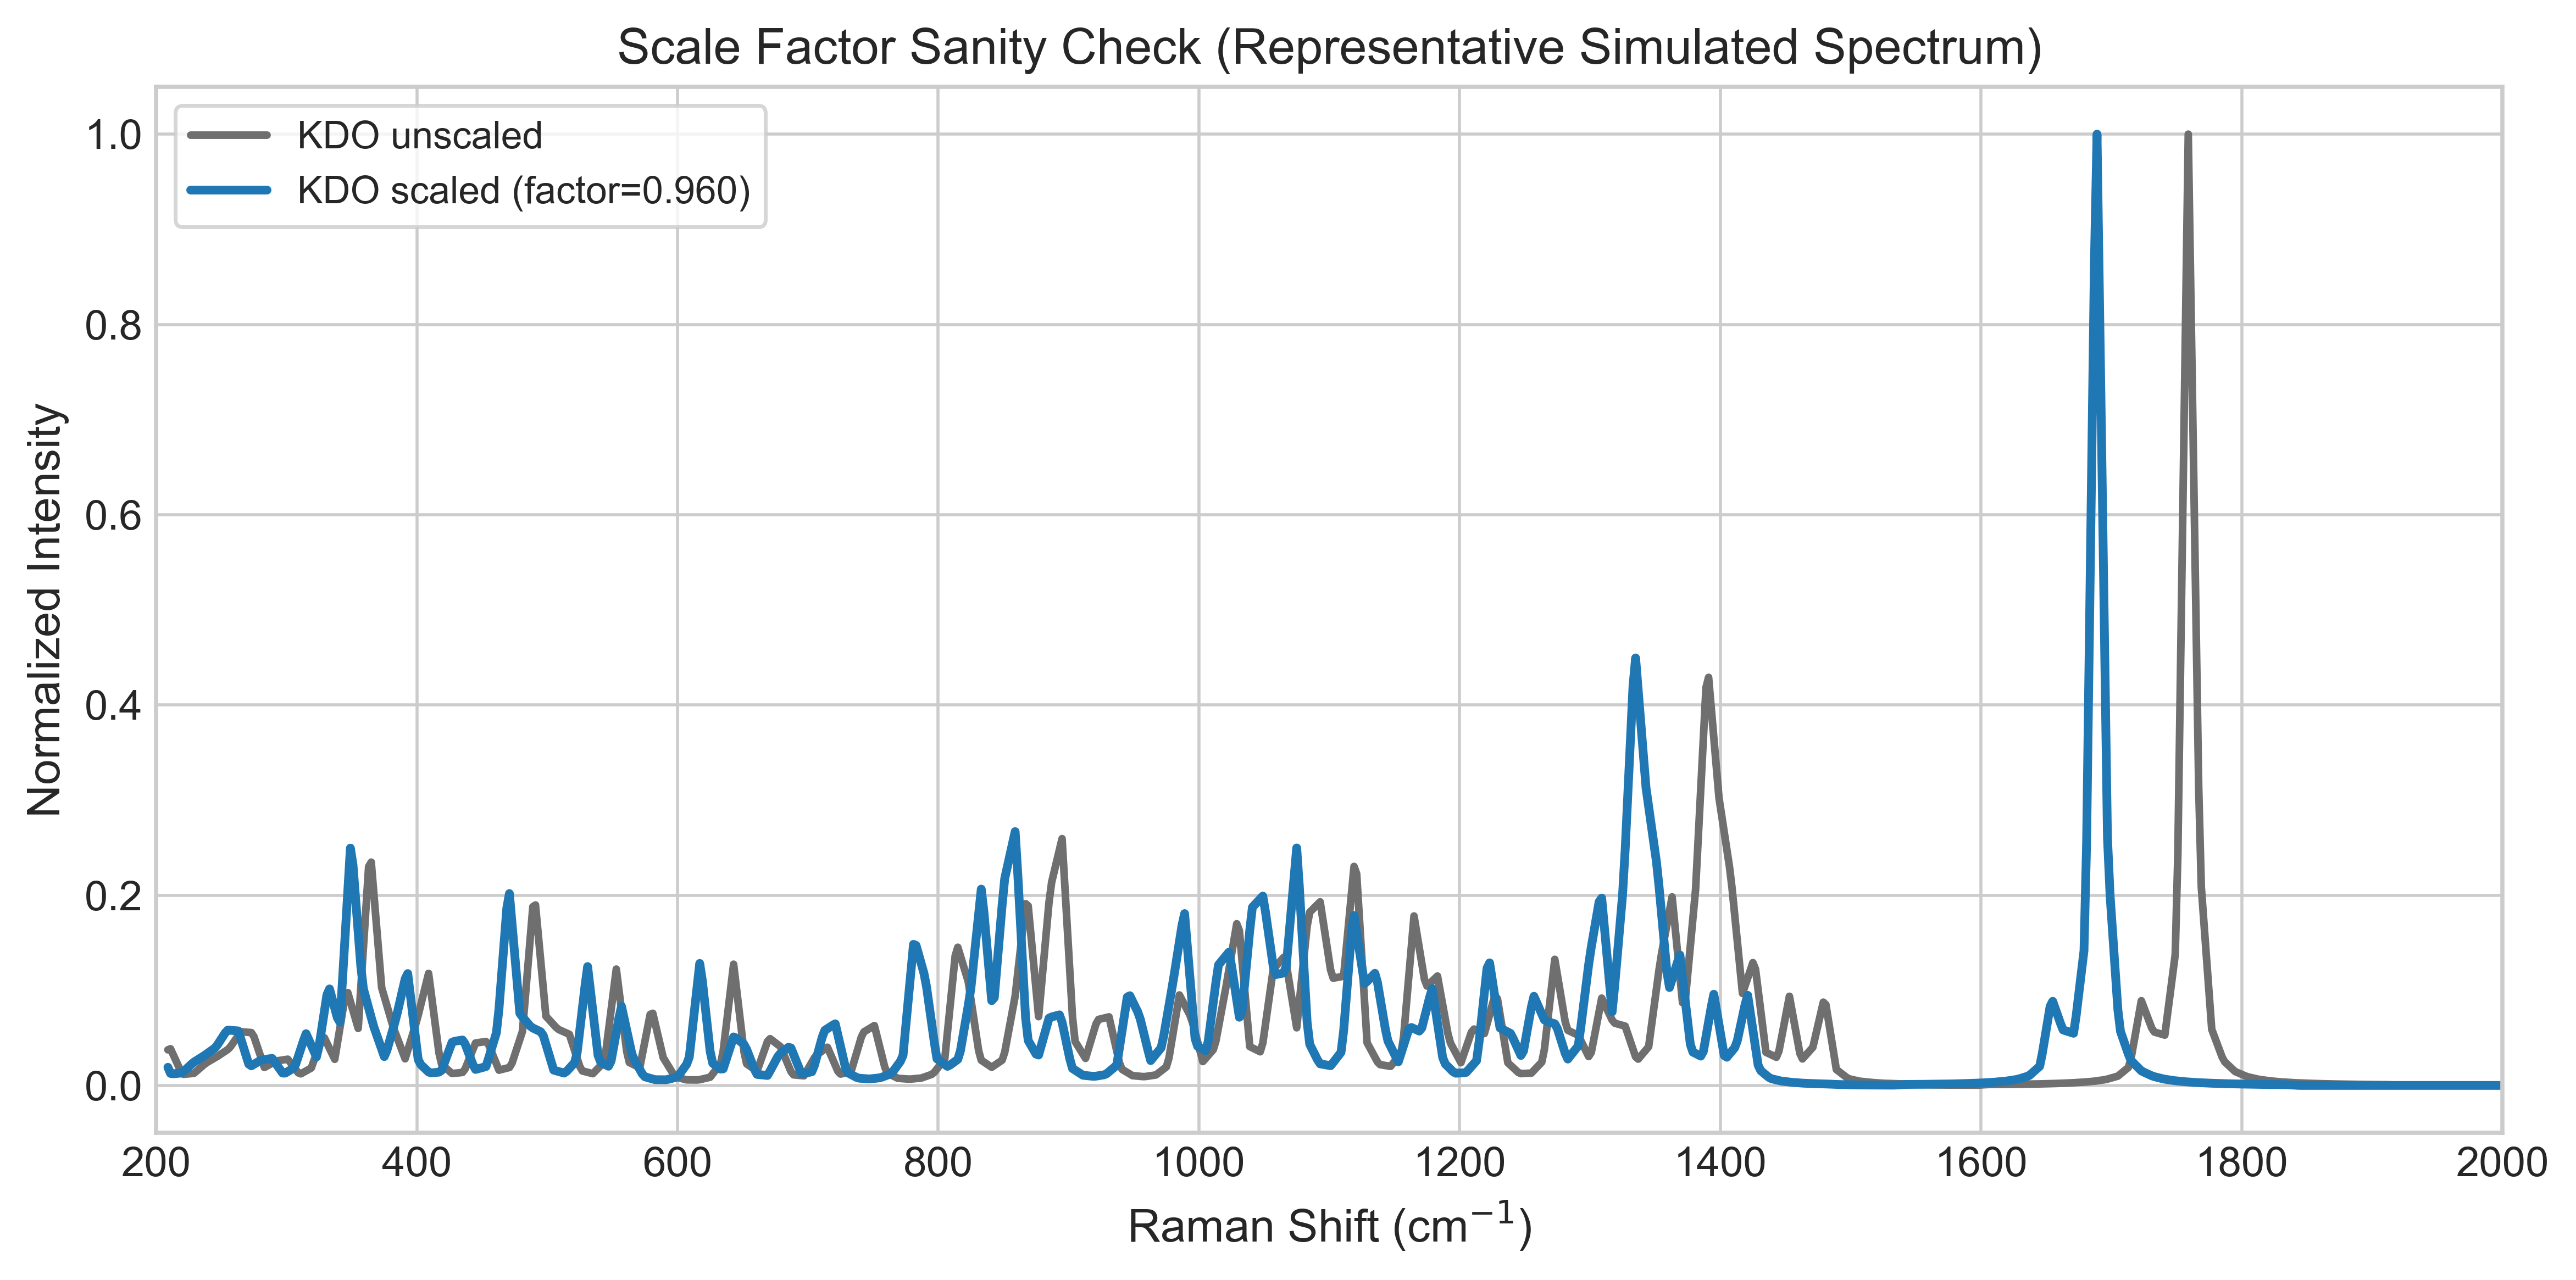 Scale Factor Sanity Check (Representative Simulated Spectrum)
KDO unscaled
KDO scaled (factor=0.960)
Normalized Intensity
1.0
0.8
0.6
0.4
0.2
0.0
200 400 600 800 1000 1200 1400 1600 1800 2000
Raman Shift (cm⁻¹)